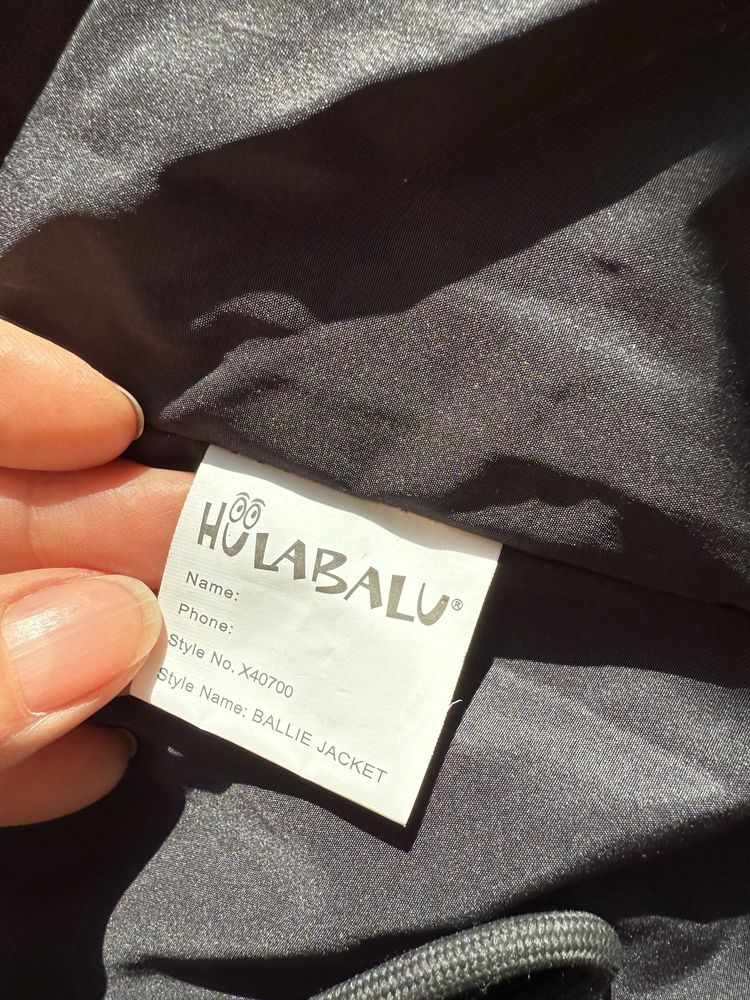 HULABALU®
Name:
Phone:
Style No. X40700
Style Name: BALLIE JACKET